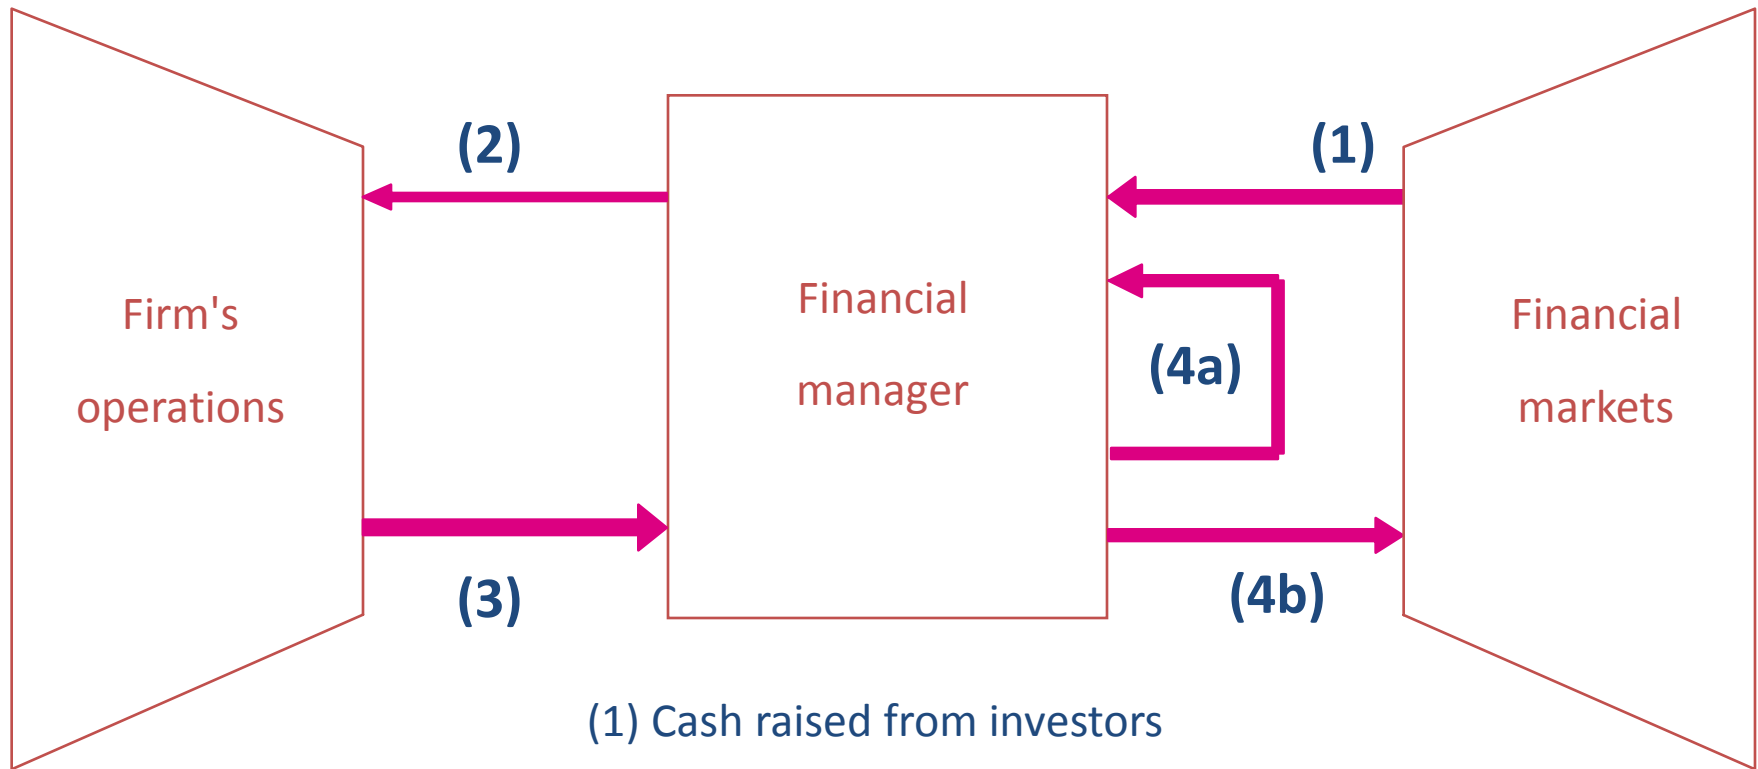 (2)
(1)
Firm's
operations
Financial
manager
(4a)
Financial
markets
(3)
(4b)
(1) Cash raised from investors